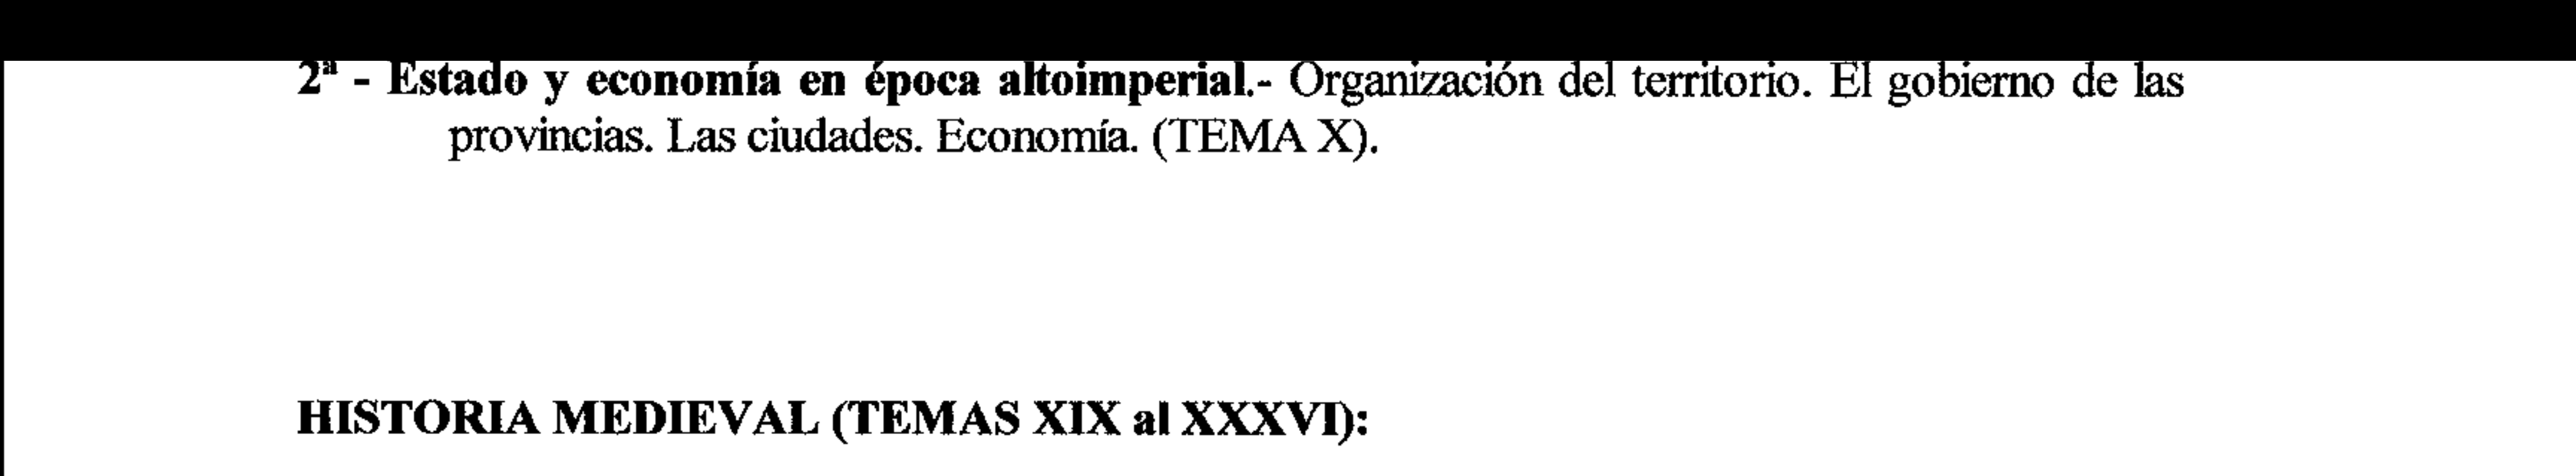 2ª - Estado y economía en época altoimperial.- Organización del territorio. El gobierno de las
provincias. Las ciudades. Economía. (TEMA X).
HISTORIA MEDIEVAL (TEMAS XIX al XXXVI):